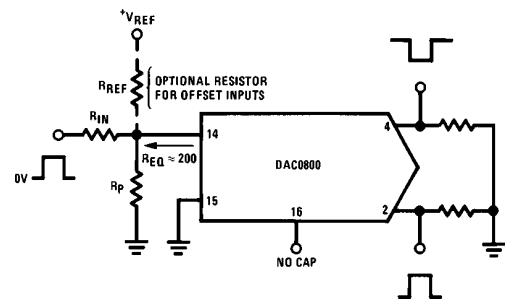 +VREF
RREF
OPTIONAL RESISTOR
FOR OFFSET INPUTS
RIN
14
4
REQ ≈ 200
DAC0800
0V
RP
15
16
2
NO CAP